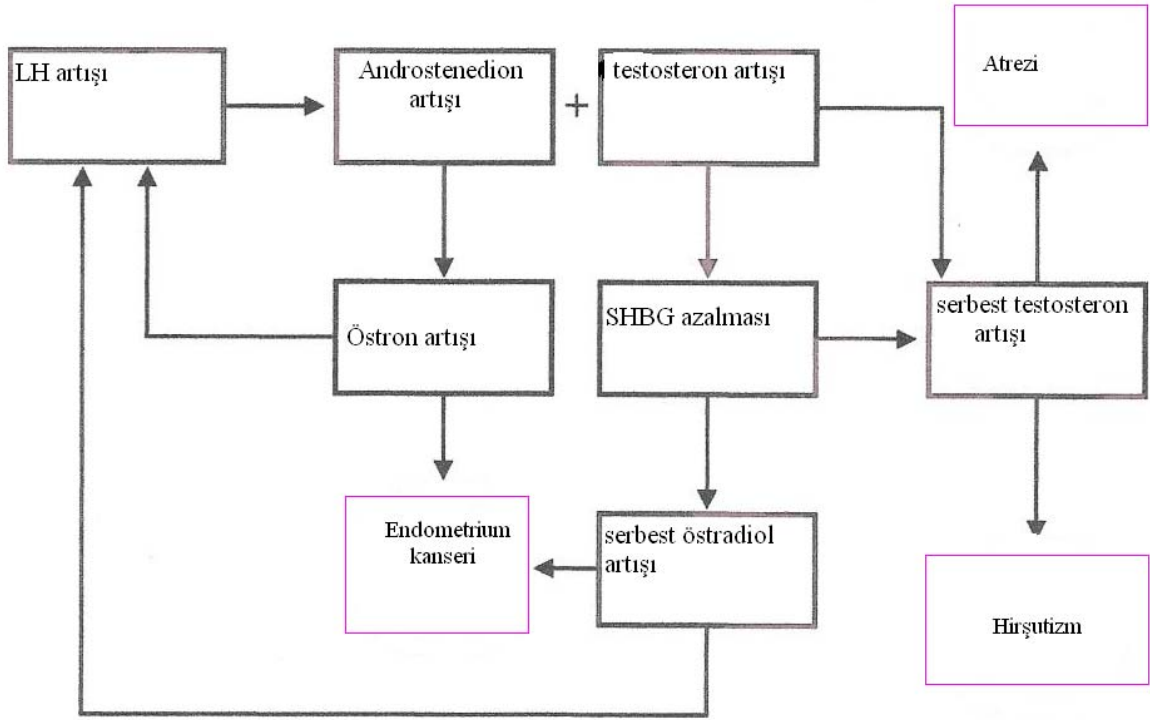 LH artışı
Androstenedion
artışı
+
testosteron artışı
Atrezi
Östron artışı
SHBG azalması
serbest testosteron
artışı
Endometrium
kanseri
serbest östradiol
artışı
Hirşutizm